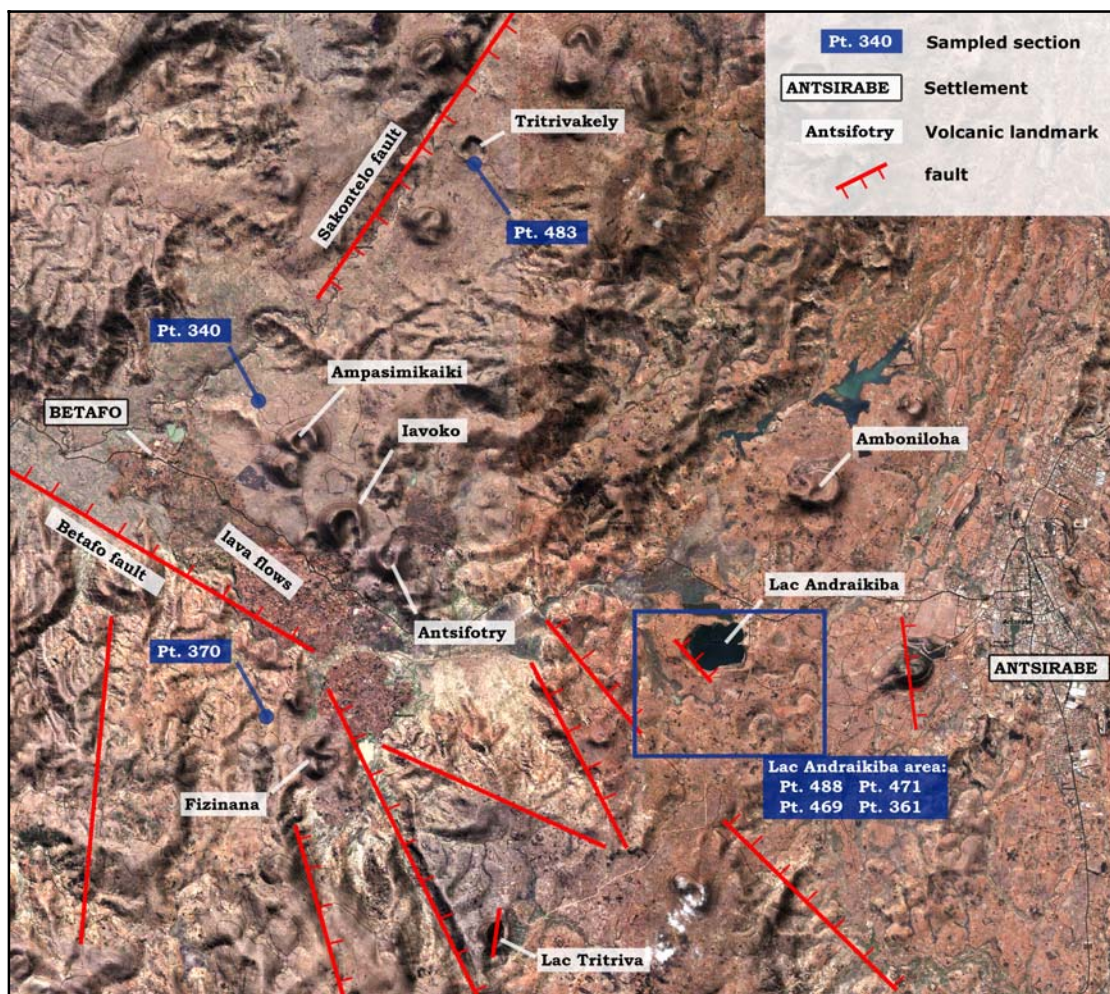 Pt. 340
Sampled section
ANTSIRABE
Settlement
Antsifotry
Volcanic landmark
fault
Tritrivakely
Sakontelo fault
Pt. 483
Pt. 340
Ampasimikaiki
BETAFO
Iavoko
Amboniloha
Betafo fault
lava flows
Lac Andraikiba
Antsifotry
Pt. 370
ANTSIRABE
Lac Andraikiba area:
Pt. 488 Pt. 471
Pt. 469 Pt. 361
Fizinana
Lac Tritriva